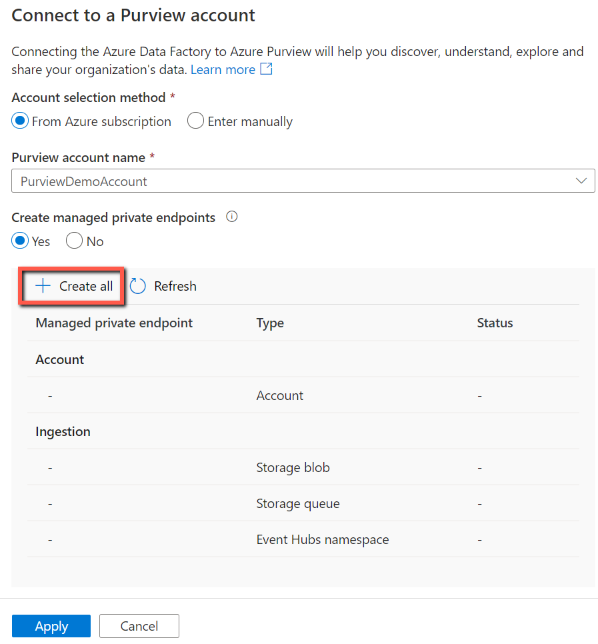 Connect to a Purview account
Connecting the Azure Data Factory to Azure Purview will help you discover, understand, explore and
share your organization's data. Learn more
Account selection method *
From Azure subscription Enter manually
Purview account name *
PurviewDemoAccount
Create managed private endpoints
Yes No
Create all Refresh
Managed private endpoint Type Status
Account
- Account -
Ingestion
- Storage blob -
- Storage queue -
- Event Hubs namespace -
Apply Cancel